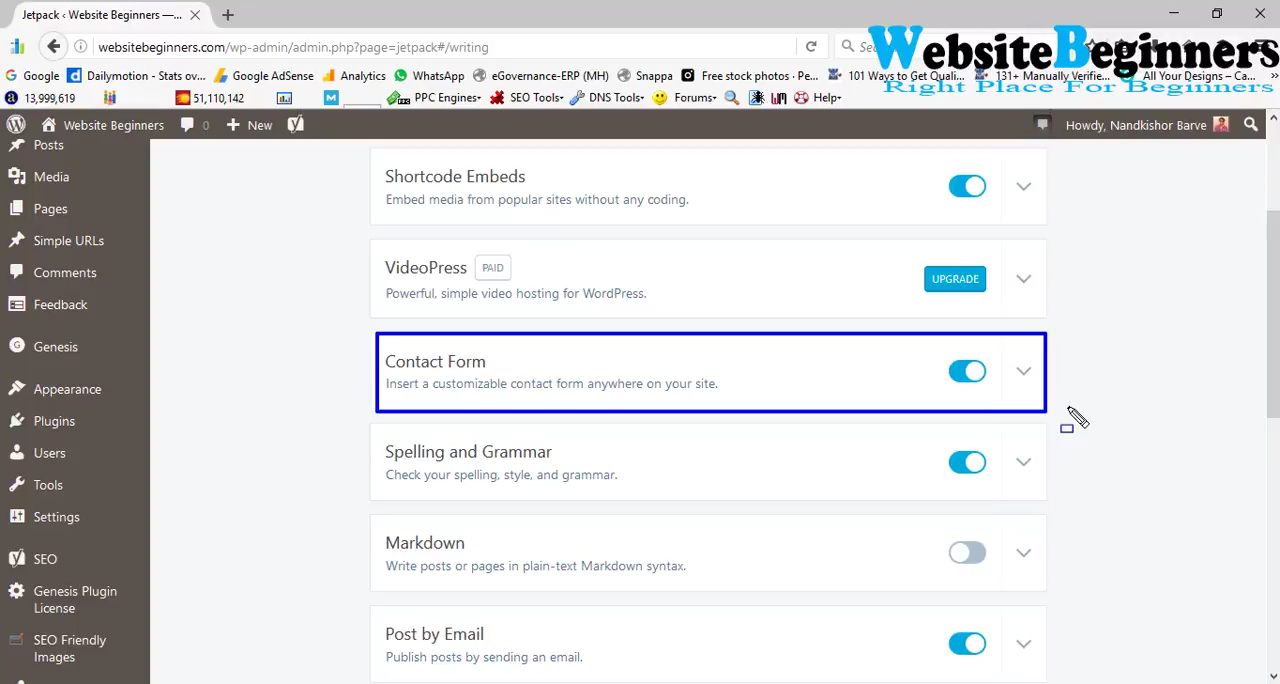 Jetpack ‹ Website Beginners —...
websitebeginners.com/wp-admin/admin.php?page=jetpack#/writing
WebsiteBeginners
Right Place For Beginners
Google Dailymotion - Stats ov... Google AdSense Analytics WhatsApp eGovernance-ERP (MH) Snappa Free stock photos · Pe... 101 Ways to Get Quali... 131+ Manually Verifie... All Your Designs – Ca...
13,999,619 51,110,142 PPC Engines SEO Tools DNS Tools Forums Help
Website Beginners 0 New Howdy, Nandkishor Barve
Posts
Media
Pages
Simple URLs
Comments
Feedback
Genesis
Appearance
Plugins
Users
Tools
Settings
SEO
Genesis Plugin
License
SEO Friendly
Images
Shortcode Embeds
Embed media from popular sites without any coding.
VideoPress PAID
UPGRADE
Powerful, simple video hosting for WordPress.
Contact Form
Insert a customizable contact form anywhere on your site.
Spelling and Grammar
Check your spelling, style, and grammar.
Markdown
Write posts or pages in plain-text Markdown syntax.
Post by Email
Publish posts by sending an email.